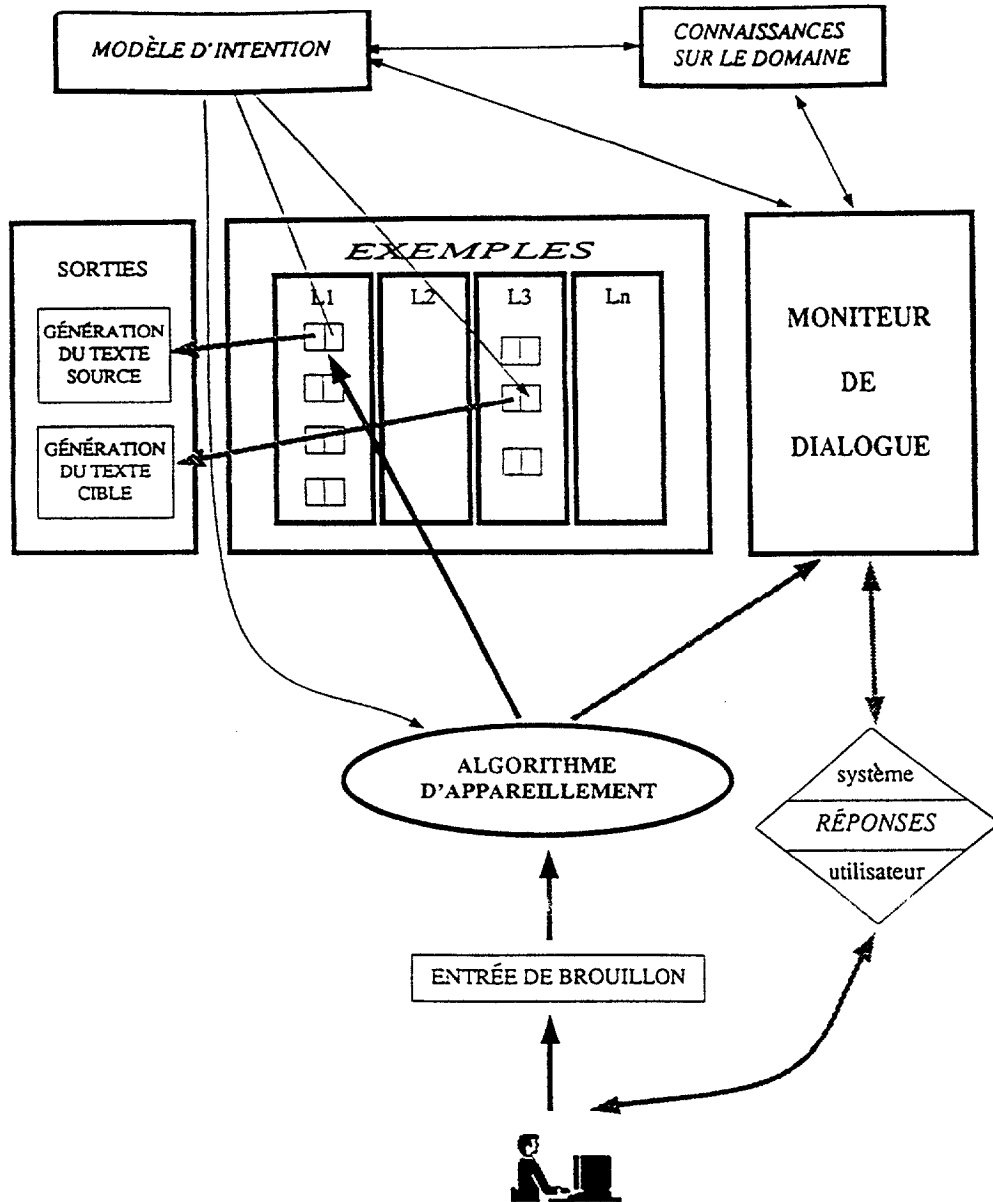 MODÈLE D'INTENTION
CONNAISSANCES
SUR LE DOMAINE
SORTIES
GÉNÉRATION
DU TEXTE
SOURCE
GÉNÉRATION
DU TEXTE
CIBLE
EXEMPLES
L1
L2
L3
Ln
MONITEUR
DE
DIALOGUE
ALGORITHME
D'APPAREILLEMENT
système
RÉPONSES
utilisateur
ENTRÉE DE BROUILLON